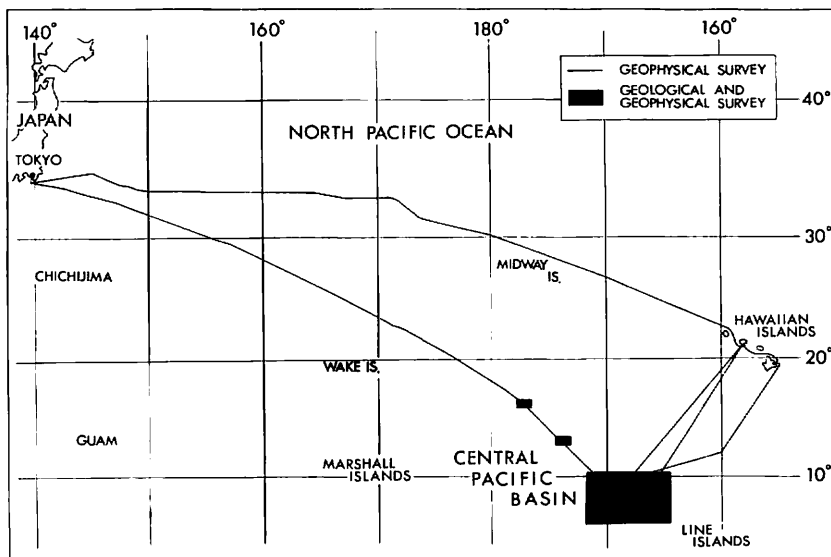 140° 160° 180° 160°
GEOPHYSICAL SURVEY
GEOLOGICAL AND
GEOPHYSICAL SURVEY
40°
JAPAN
NORTH PACIFIC OCEAN
TOKYO
30°
MIDWAY
IS.
CHICHIJIMA
HAWAIIAN
ISLANDS
WAKE IS.
20°
GUAM
MARSHALL
ISLANDS
CENTRAL
PACIFIC
BASIN
10°
LINE
ISLANDS